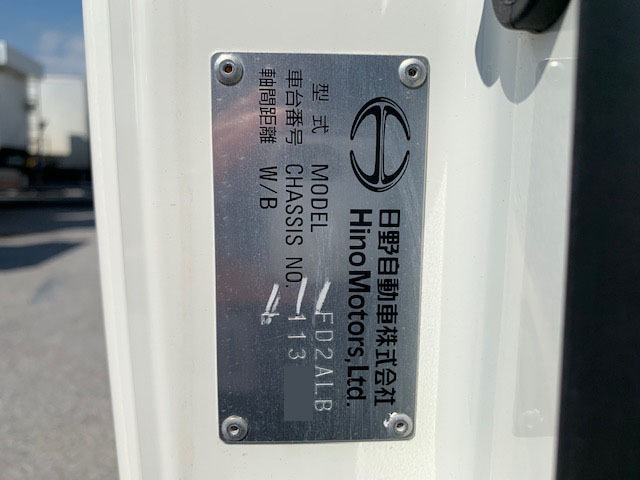 日野自動車株式会社
Hino Motors, Ltd.
型式 MODEL ED2ALB
車台番号 CHASSIS NO. 113
軸間距離 W/B